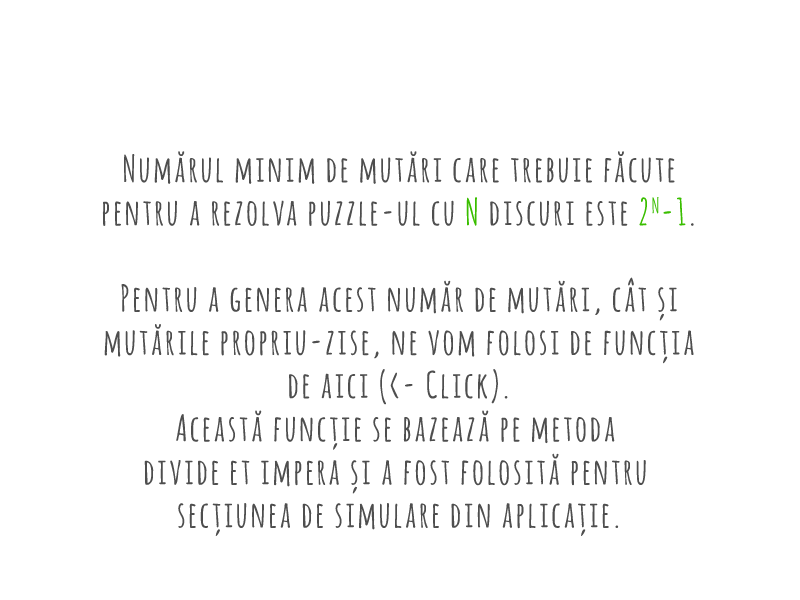 Numărul minim de mutări care trebuie făcute
pentru a rezolva puzzle-ul cu N discuri este 2ᴺ-1.
Pentru a genera acest număr de mutări, cât și
mutările propriu-zise, ne vom folosi de funcția
de aici (<- Click).
Această funcție se bazează pe metoda
divide et impera și a fost folosită pentru
secțiunea de simulare din aplicație.